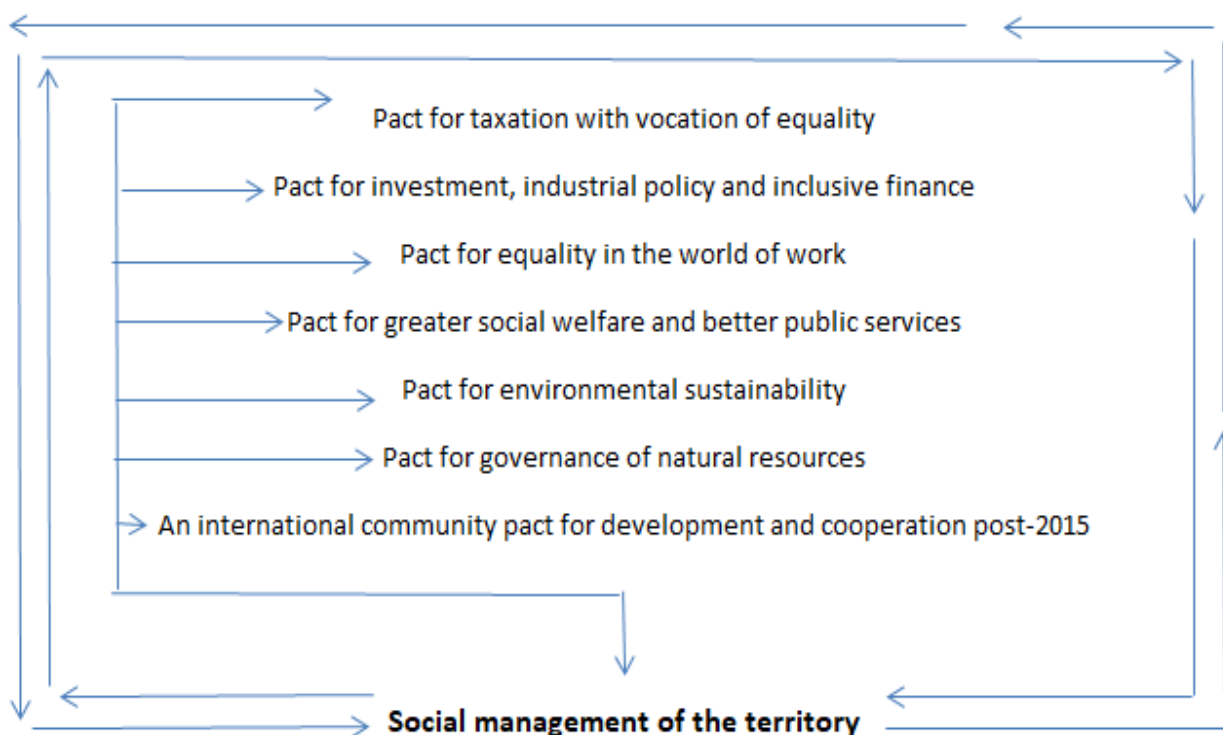 Pact for taxation with vocation of equality
Pact for investment, industrial policy and inclusive finance
Pact for equality in the world of work
Pact for greater social welfare and better public services
Pact for environmental sustainability
Pact for governance of natural resources
An international community pact for development and cooperation post-2015
Social management of the territory